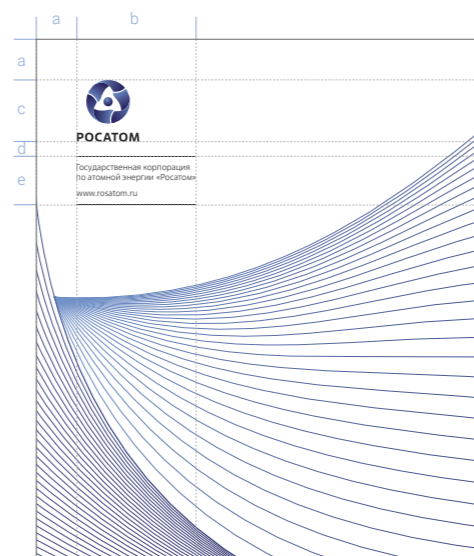 a b
a
c
РОСАТОМ
d
e
Государственная корпорация
по атомной энергии «Росатом»
www.rosatom.ru